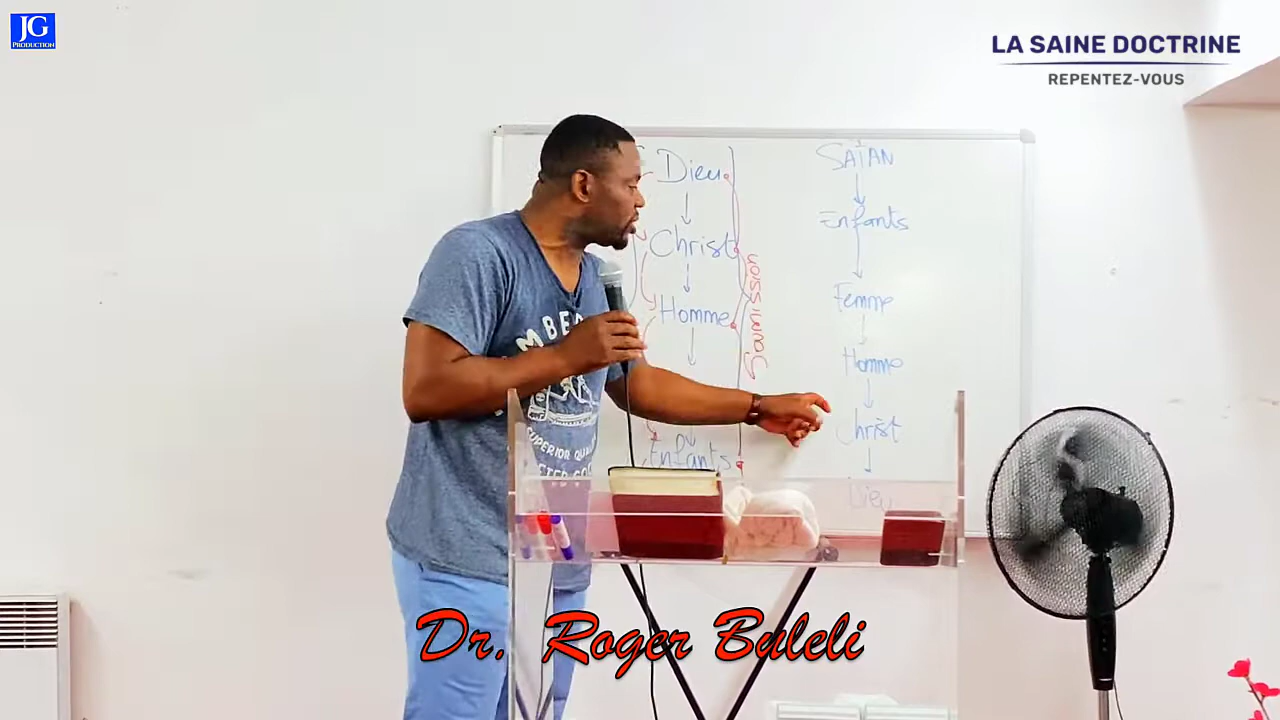 JG
PRODUCTION
LA SAINE DOCTRINE
REPENTEZ-VOUS
Dieu
Christ
Homme
Enfants
Soumission
SATAN
Enfants
Femme
Homme
Christ
Dieu
SUPERIOR
Dr. Roger Buleli